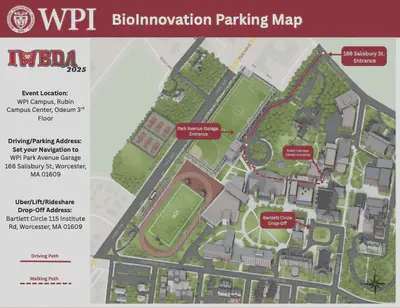 WPI BioInnovation Parking Map
IWBDA
2025
Event Location:
WPI Campus, Rubin
Campus Center, Odeum 3rd
Floor
Driving/Parking Address:
Set your Navigation to
WPI Park Avenue Garage
166 Salisbury St, Worcester,
MA 01609
Uber/Lift/Rideshare
Drop-Off Address:
Bartlett Circle 115 Institute
Rd, Worcester, MA 01609
Driving Path
Walking Path
166 Salisbury St.
Entrance
Park Avenue Garage
Entrance
Bartlett Circle
Drop-Off